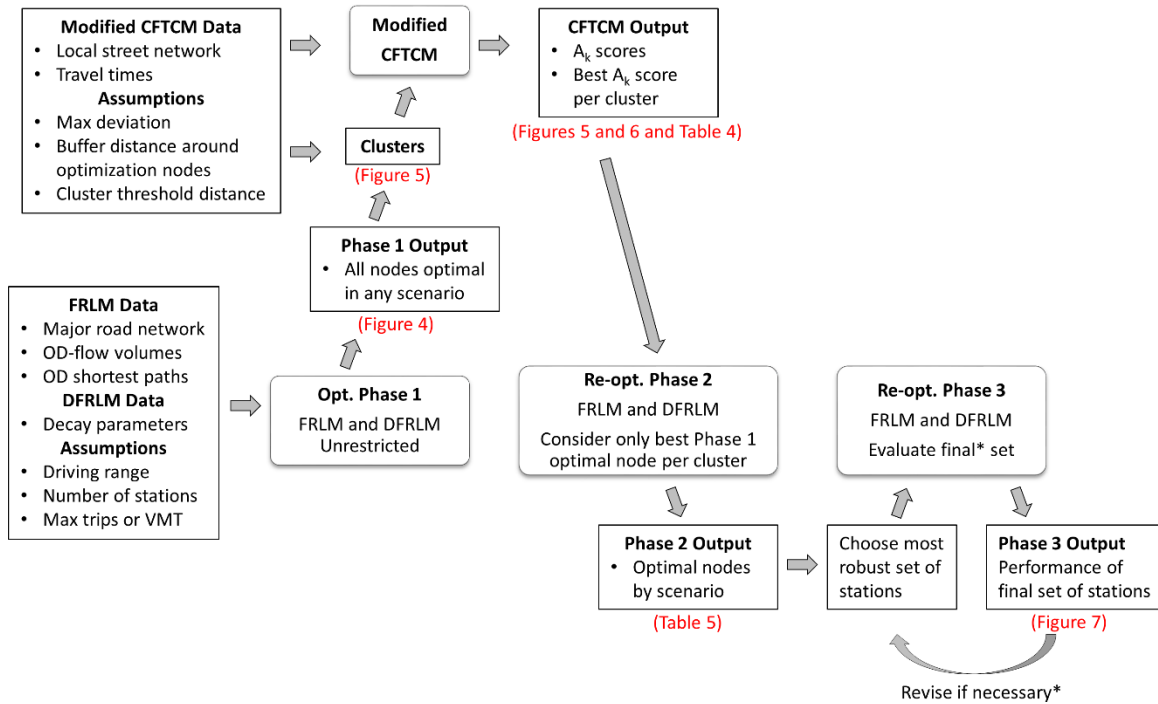 Modified CFTCM Data
• Local street network
• Travel times
Assumptions
• Max deviation
• Buffer distance around
optimization nodes
• Cluster threshold distance
Modified
CFTCM
CFTCM Output
• Aₖ scores
• Best Aₖ score
per cluster
(Figures 5 and 6 and Table 4)
Clusters
(Figure 5)
Phase 1 Output
• All nodes optimal
in any scenario
(Figure 4)
FRLM Data
• Major road network
• OD-flow volumes
• OD shortest paths
DFRLM Data
• Decay parameters
Assumptions
• Driving range
• Number of stations
• Max trips or VMT
Opt. Phase 1
FRLM and DFRLM
Unrestricted
Re-opt. Phase 2
FRLM and DFRLM
Consider only best Phase 1
optimal node per cluster
Re-opt. Phase 3
FRLM and DFRLM
Evaluate final* set
Phase 2 Output
• Optimal nodes
by scenario
(Table 5)
Choose most
robust set of
stations
Phase 3 Output
Performance of
final set of stations
(Figure 7)
Revise if necessary*